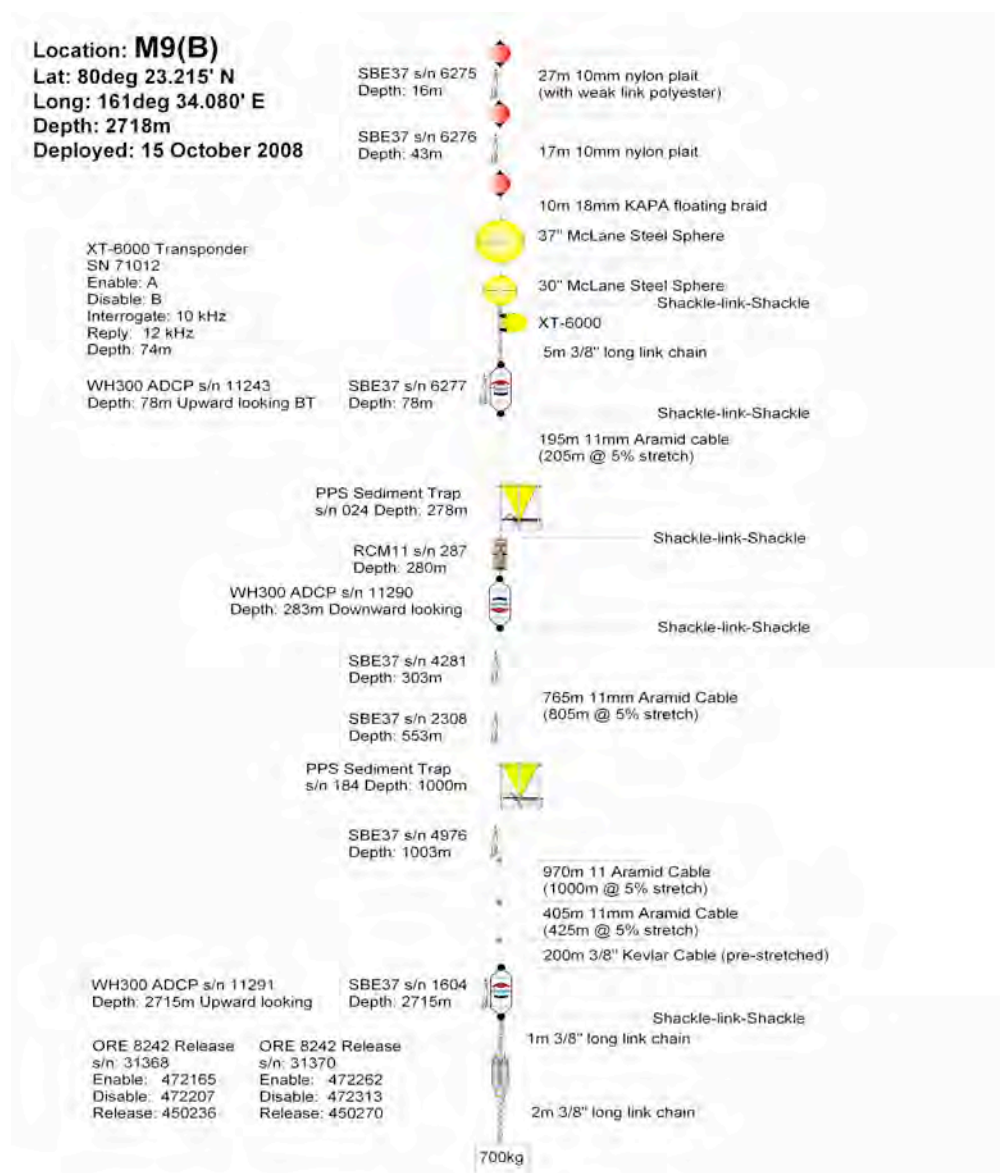 Location: M9(B)
Lat: 80deg 23.215' N
Long: 161deg 34.080' E
Depth: 2718m
Deployed: 15 October 2008
SBE37 s/n 6275
Depth: 16m
27m 10mm nylon plait
(with weak link polyester)
SBE37 s/n 6276
Depth: 43m
17m 10mm nylon plait
10m 18mm KAPA floating braid
37" McLane Steel Sphere
XT-6000 Transponder
SN 71012
Enable: A
Disable: B
Interrogate: 10 kHz
Reply: 12 kHz
Depth: 74m
30" McLane Steel Sphere
Shackle-link-Shackle
XT-6000
5m 3/8" long link chain
WH300 ADCP s/n 11243
Depth: 78m Upward looking BT
SBE37 s/n 6277
Depth: 78m
Shackle-link-Shackle
195m 11mm Aramid cable
(205m @ 5% stretch)
PPS Sediment Trap
s/n 024 Depth: 278m
Shackle-link-Shackle
RCM11 s/n 287
Depth: 280m
WH300 ADCP s/n 11290
Depth: 283m Downward looking
Shackle-link-Shackle
SBE37 s/n 4281
Depth: 303m
765m 11mm Aramid Cable
(805m @ 5% stretch)
SBE37 s/n 2308
Depth: 553m
PPS Sediment Trap
s/n 184 Depth: 1000m
SBE37 s/n 4976
Depth: 1003m
970m 11 Aramid Cable
(1000m @ 5% stretch)
405m 11mm Aramid Cable
(425m @ 5% stretch)
200m 3/8" Kevlar Cable (pre-stretched)
WH300 ADCP s/n 11291
Depth: 2715m Upward looking
SBE37 s/n 1604
Depth: 2715m
Shackle-link-Shackle
1m 3/8" long link chain
ORE 8242 Release
s/n: 31368
Enable: 472165
Disable: 472207
Release: 450236
ORE 8242 Release
s/n: 31370
Enable: 472262
Disable: 472313
Release: 450270
2m 3/8" long link chain
700kg